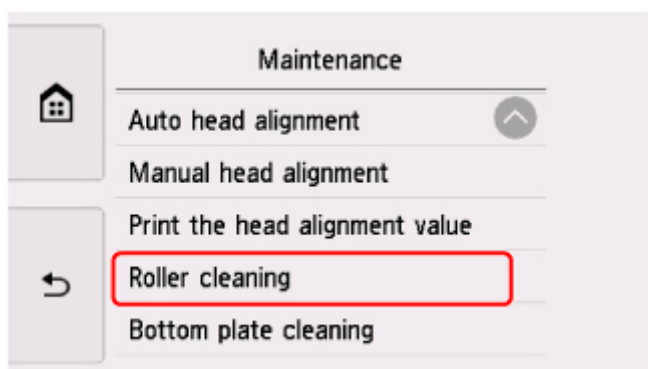 Maintenance
Auto head alignment
Manual head alignment
Print the head alignment value
Roller cleaning
Bottom plate cleaning